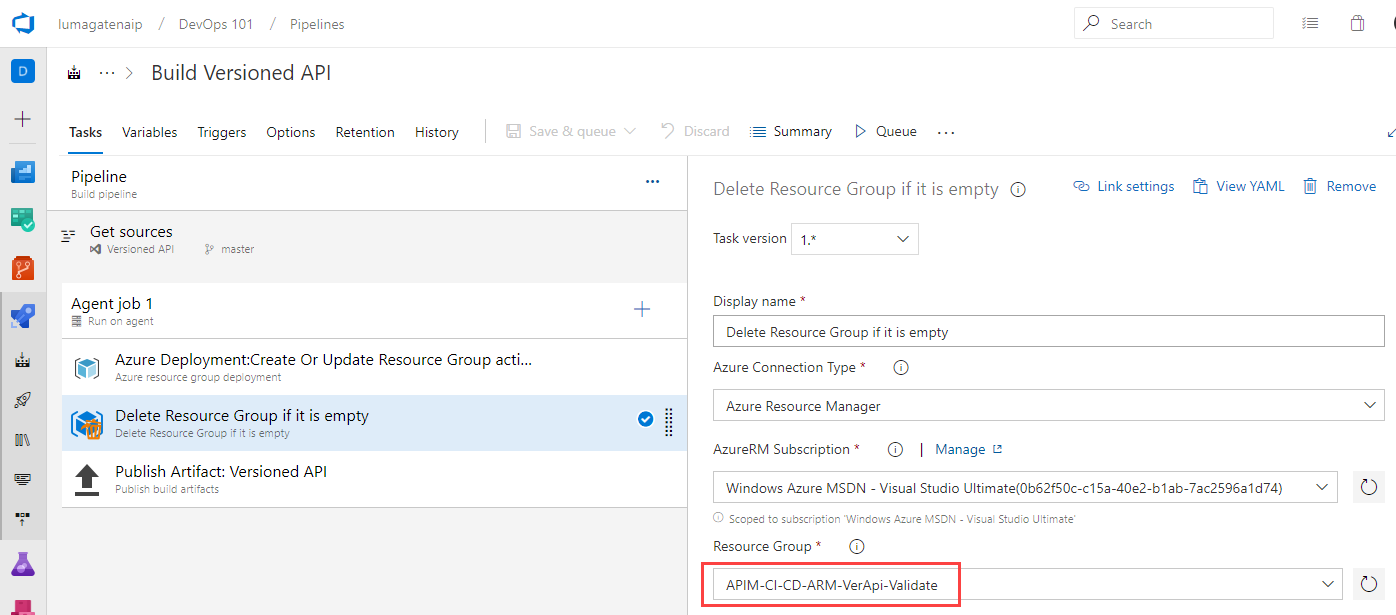 lumagatenaip / DevOps 101 / Pipelines
Search
D
... > Build Versioned API
Tasks Variables Triggers Options Retention History Save & queue Discard Summary Queue ...
Pipeline
Build pipeline
...
Get sources
Versioned API master
Agent job 1
Run on agent
Azure Deployment:Create Or Update Resource Group acti...
Azure resource group deployment
Delete Resource Group if it is empty
Delete Resource Group if it is empty
Publish Artifact: Versioned API
Publish build artifacts
Delete Resource Group if it is empty Link settings View YAML Remove
Task version 1.*
Display name *
Delete Resource Group if it is empty
Azure Connection Type *
Azure Resource Manager
AzureRM Subscription * | Manage
Windows Azure MSDN - Visual Studio Ultimate(0b62f50c-c15a-40e2-b1ab-7ac2596a1d74)
Scoped to subscription 'Windows Azure MSDN - Visual Studio Ultimate'
Resource Group *
APIM-CI-CD-ARM-VerApi-Validate